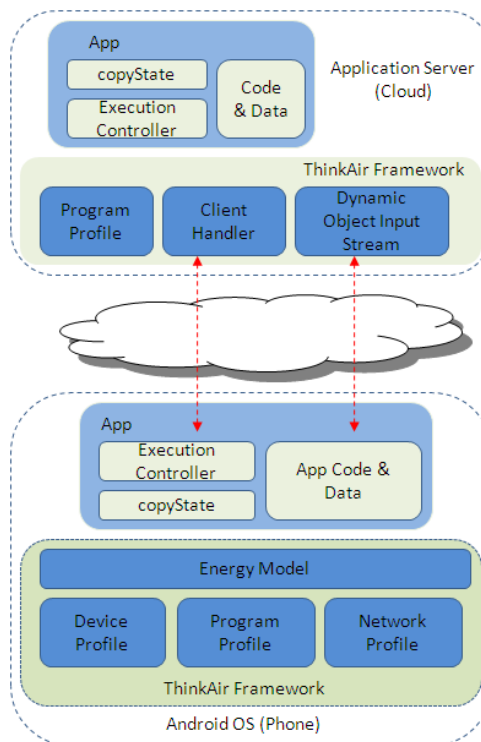 App
copyState
Execution
Controller
Code
& Data
Application Server
(Cloud)
ThinkAir Framework
Program
Profile
Client
Handler
Dynamic
Object Input
Stream
App
Execution
Controller
copyState
App Code &
Data
Energy Model
Device
Profile
Program
Profile
Network
Profile
ThinkAir Framework
Android OS (Phone)